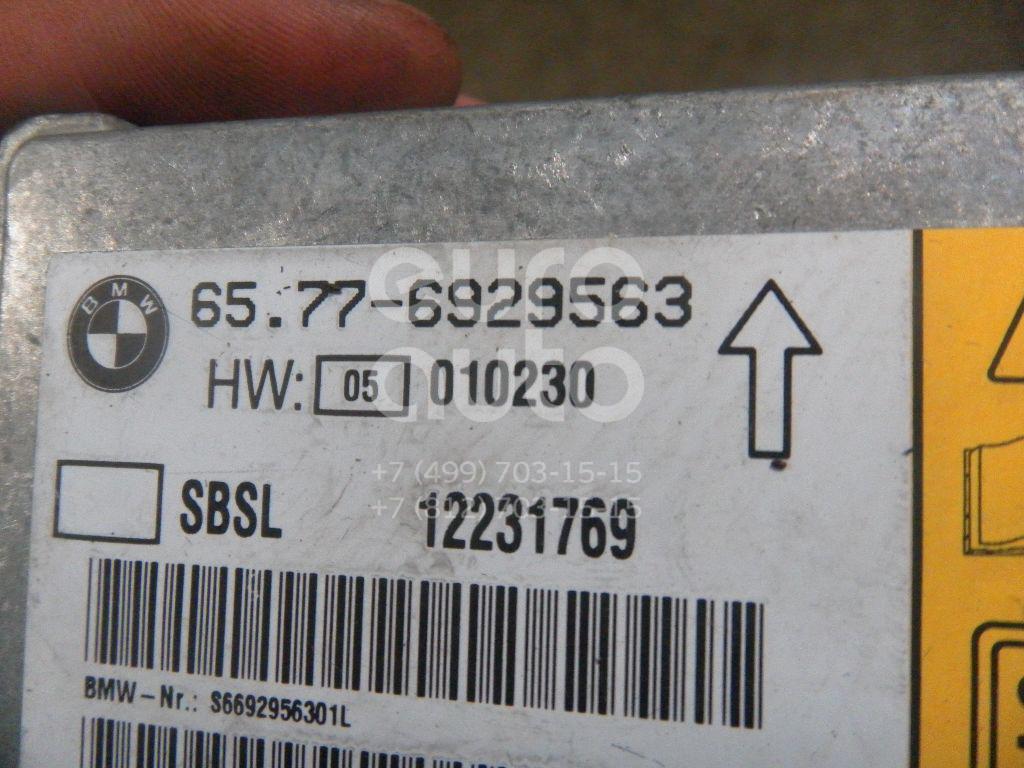 BMW
65.77-6929563
HW: 05 010230
SBSL 12231769
BMW-Nr.: S6692956301L
euro
auto
+7 (499) 703-15-15